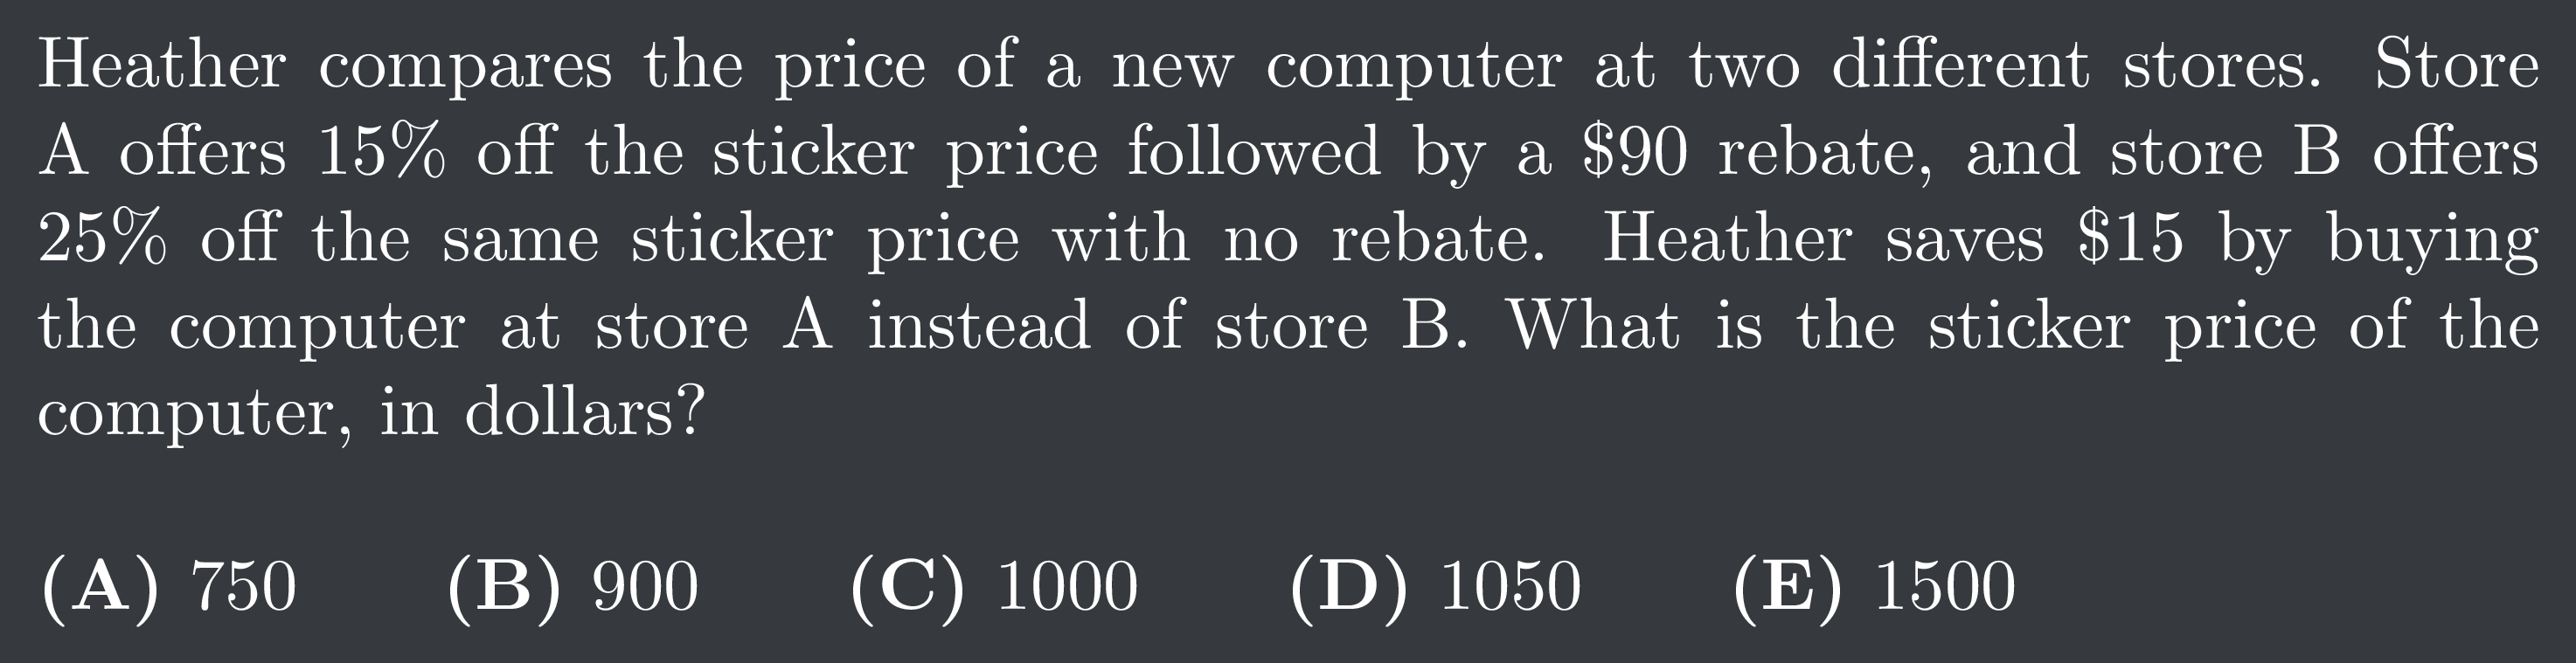 Heather compares the price of a new computer at two different stores. Store
A offers 15% off the sticker price followed by a $90 rebate, and store B offers
25% off the same sticker price with no rebate. Heather saves $15 by buying
the computer at store A instead of store B. What is the sticker price of the
computer, in dollars?
(A) 750 (B) 900 (C) 1000 (D) 1050 (E) 1500